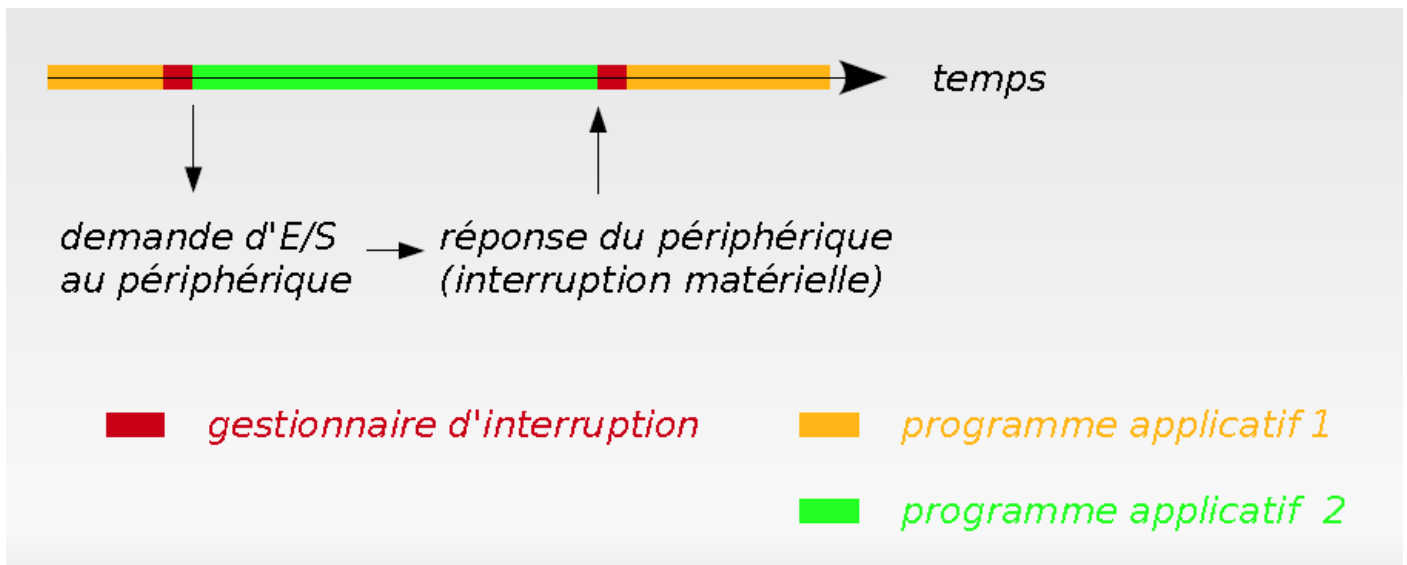 temps
demande d'E/S
au périphérique
réponse du périphérique
(interruption matérielle)
gestionnaire d'interruption
programme applicatif 1
programme applicatif 2